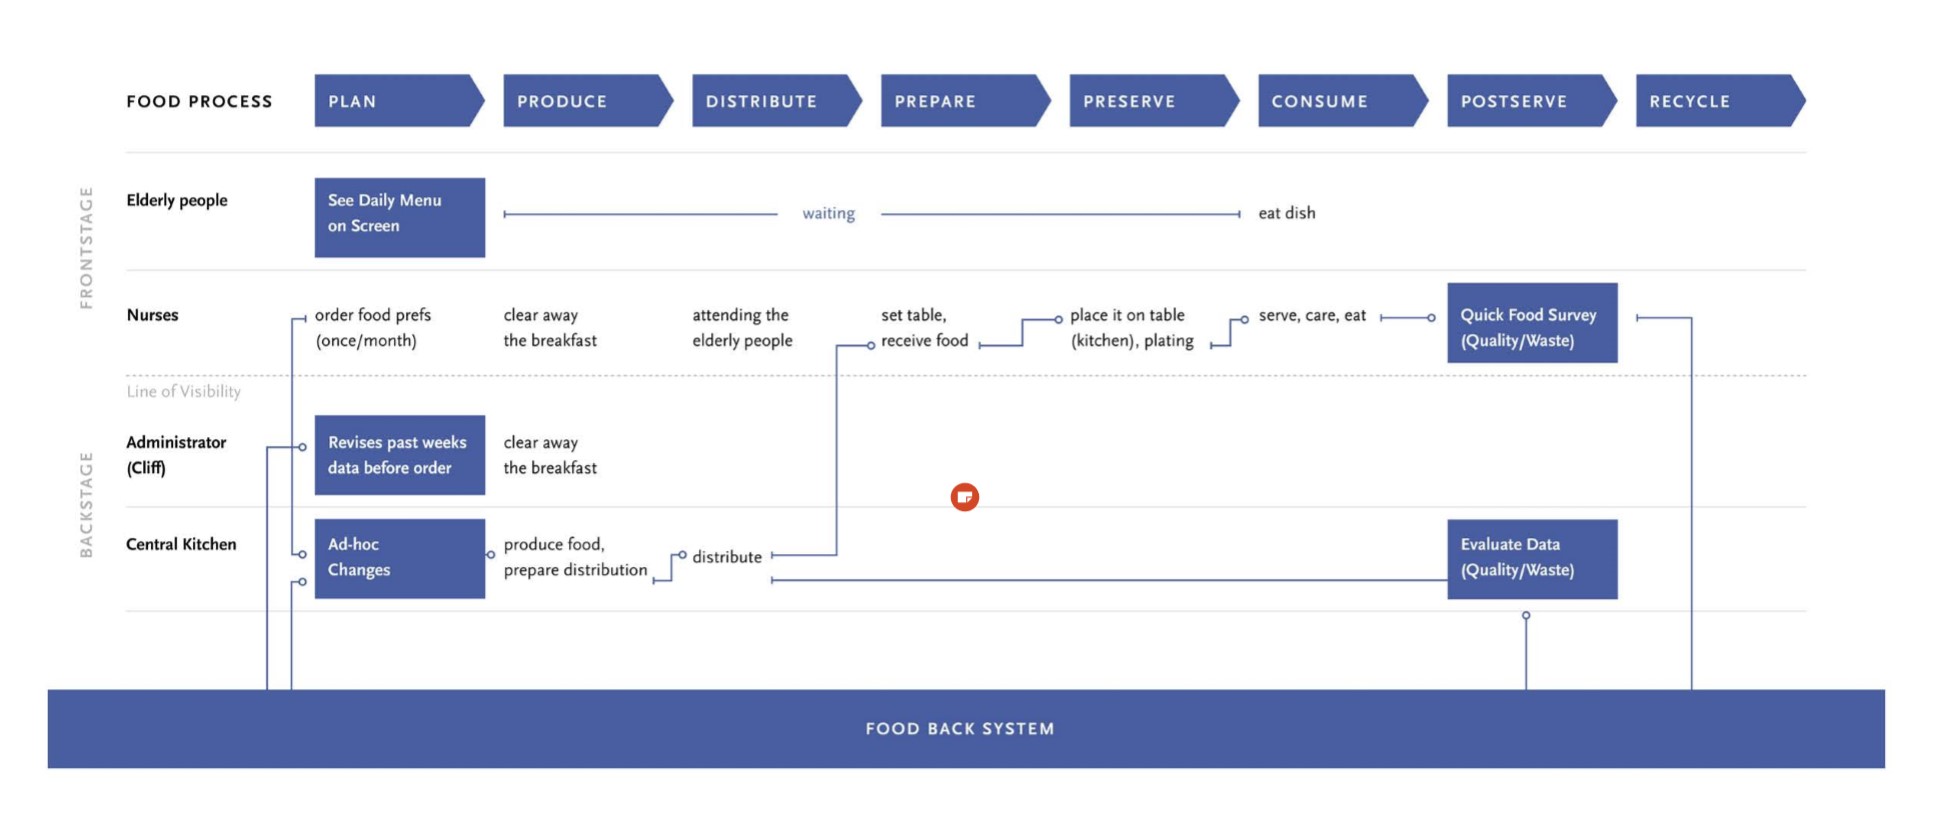 FOOD PROCESS
PLAN
PRODUCE
DISTRIBUTE
PREPARE
PRESERVE
CONSUME
POSTSERVE
RECYCLE
FRONTSTAGE
Elderly people
See Daily Menu
on Screen
waiting
eat dish
Nurses
order food prefs
(once/month)
clear away
the breakfast
attending the
elderly people
set table,
receive food
place it on table
(kitchen), plating
serve, care, eat
Quick Food Survey
(Quality/Waste)
Line of Visibility
BACKSTAGE
Administrator
(Cliff)
Revises past weeks
data before order
clear away
the breakfast
Central Kitchen
Ad-hoc
Changes
produce food,
prepare distribution
distribute
Evaluate Data
(Quality/Waste)
FOOD BACK SYSTEM